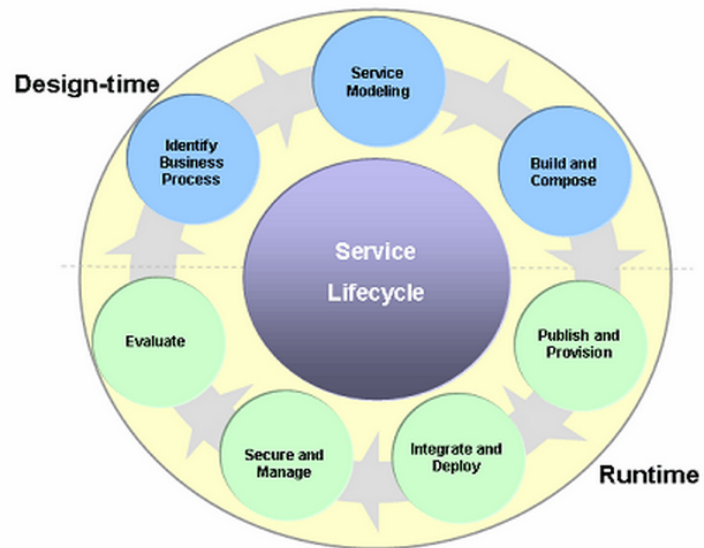 Design-time
Service
Modeling
Identify
Business
Process
Build and
Compose
Service
Lifecycle
Evaluate
Publish and
Provision
Secure and
Manage
Integrate and
Deploy
Runtime